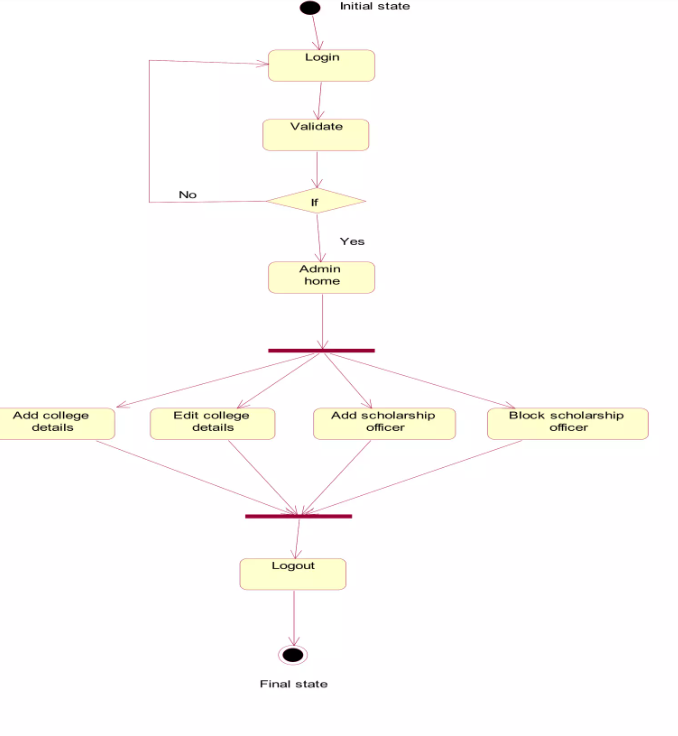 Initial state
Login
Validate
No
If
Yes
Admin
home
Add college
details
Edit college
details
Add scholarship
officer
Block scholarship
officer
Logout
Final state